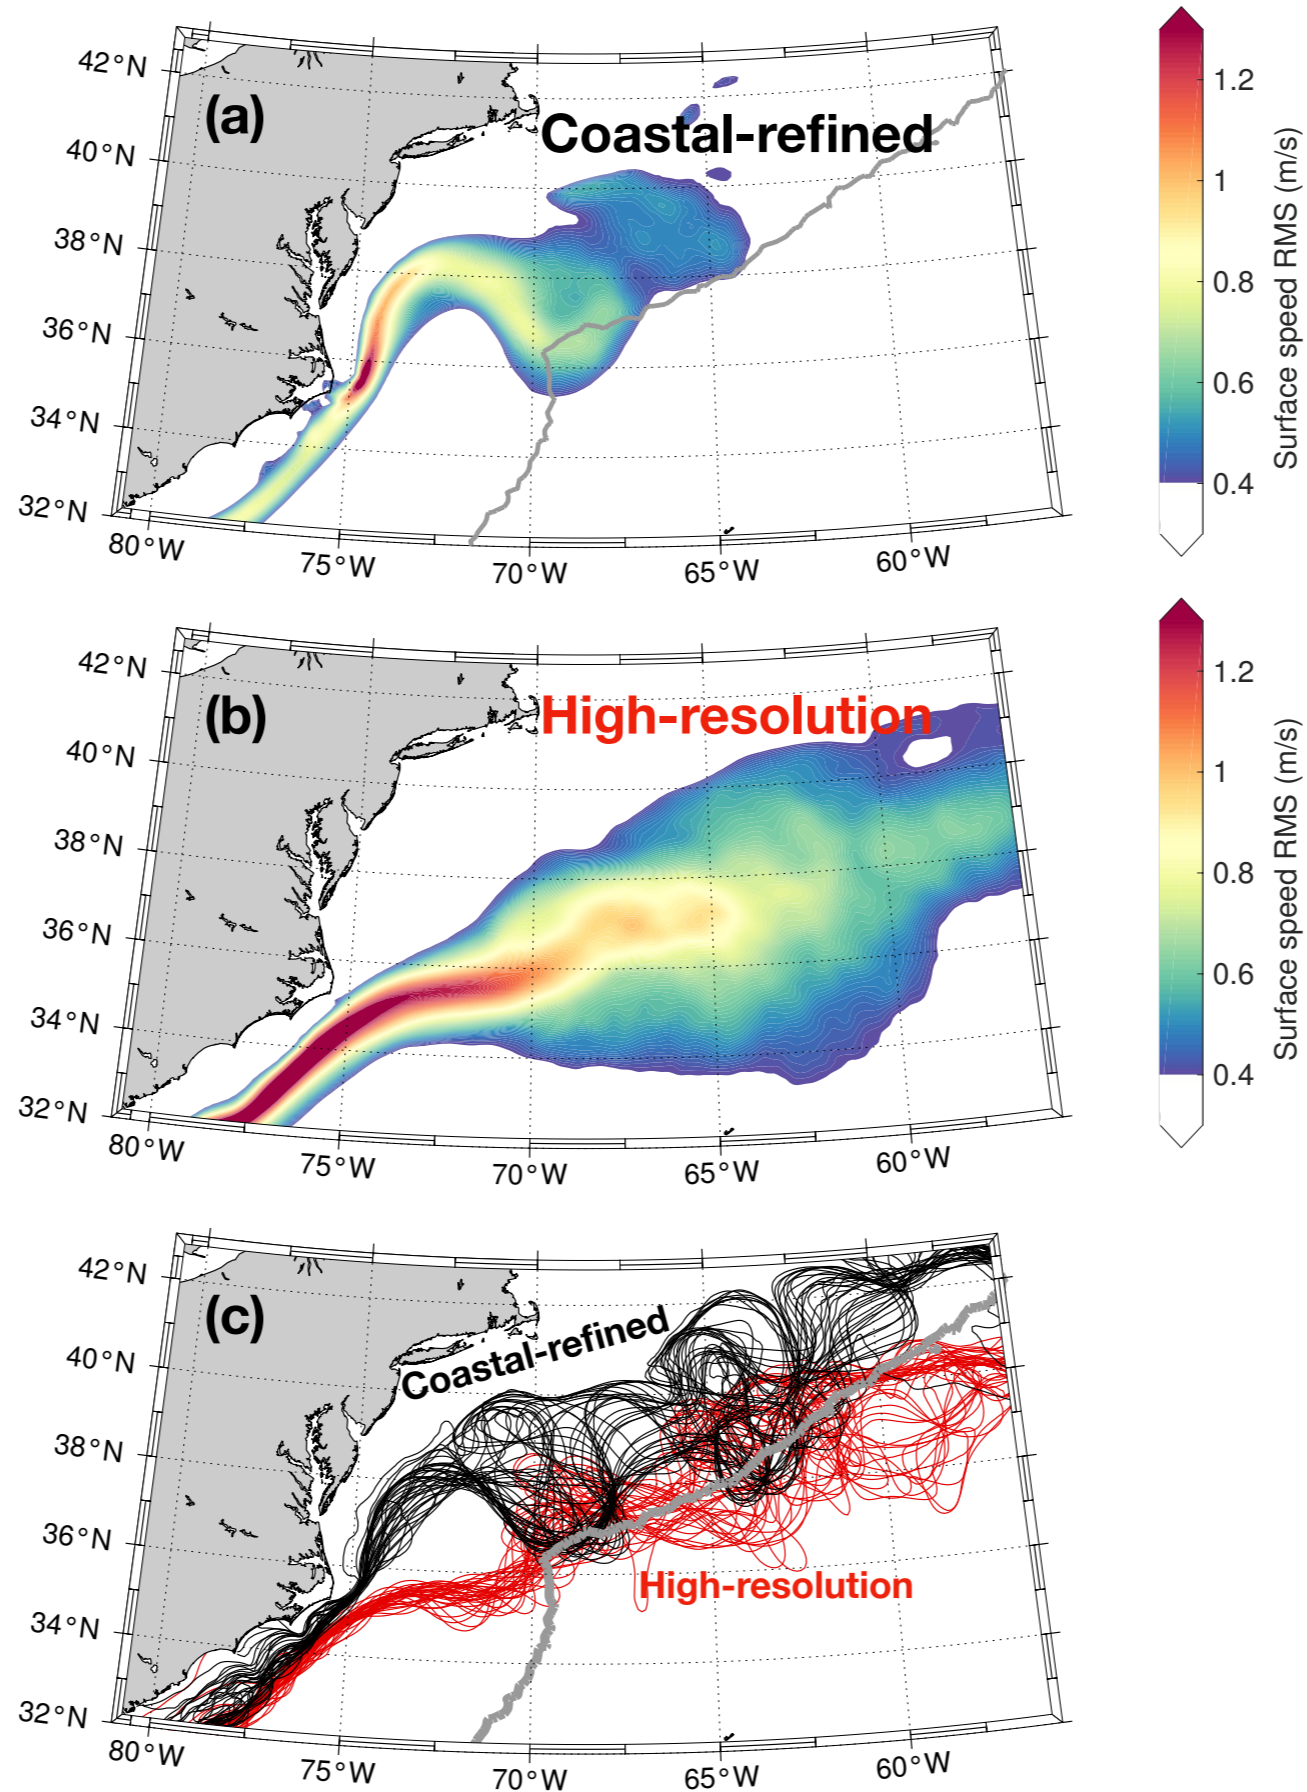 42°N
40°N
38°N
36°N
34°N
32°N
80°W
75°W
70°W
65°W
60°W
(a)
Coastal-refined
1.2
1
0.8
0.6
0.4
Surface speed RMS (m/s)
42°N
40°N
38°N
36°N
34°N
32°N
80°W
75°W
70°W
65°W
60°W
(b)
High-resolution
1.2
1
0.8
0.6
0.4
Surface speed RMS (m/s)
42°N
40°N
38°N
36°N
34°N
32°N
80°W
75°W
70°W
65°W
60°W
(c)
Coastal-refined
High-resolution